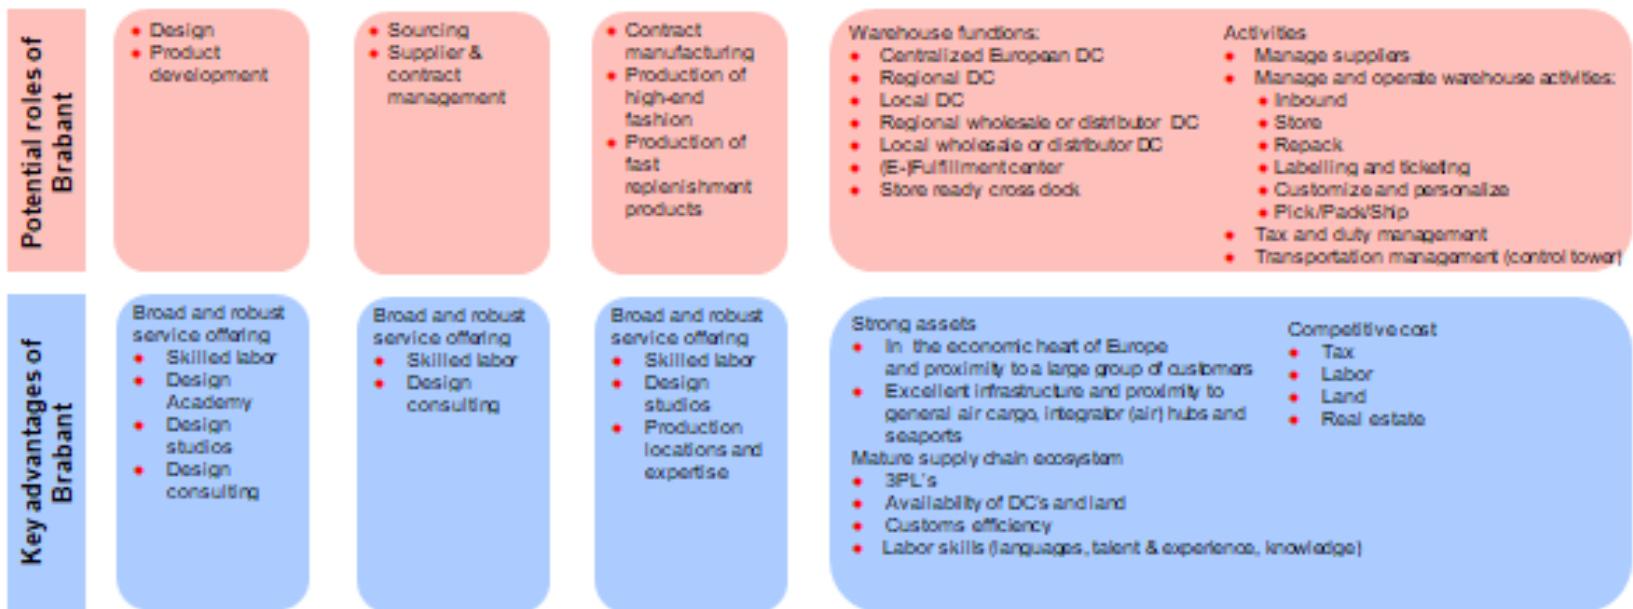 Potential roles of
Brabant
• Design
• Product
development
• Sourcing
• Supplier &
contract
management
• Contract
manufacturing
• Production of
high-end
fashion
• Production of
fast
replenishment
products
Warehouse functions:
• Centralized European DC
• Regional DC
• Local DC
• Regional wholesale or distributor DC
• Local wholesale or distributor DC
• (E-)Fulfillment center
• Store ready cross dock
Activities
• Manage suppliers
• Manage and operate warehouse activities:
• Inbound
• Store
• Repack
• Labelling and ticketing
• Customize and personalize
• Pick/Pack/Ship
• Tax and duty management
• Transportation management (control tower)
Key advantages of
Brabant
Broad and robust
service offering
• Skilled labor
• Design
Academy
• Design
studios
• Design
consulting
Broad and robust
service offering
• Skilled labor
• Design
consulting
Broad and robust
service offering
• Skilled labor
• Design
studios
• Production
locations and
expertise
Strong assets
• In the economic heart of Europe
and proximity to a large group of customers
• Excellent infrastructure and proximity to
general air cargo, integrator (air) hubs and
seaports
Mature supply chain ecosystem
• 3PL's
• Availability of DC's and land
• Customs efficiency
• Labor skills (languages, talent & experience, knowledge)
Competitive cost
• Tax
• Labor
• Land
• Real estate